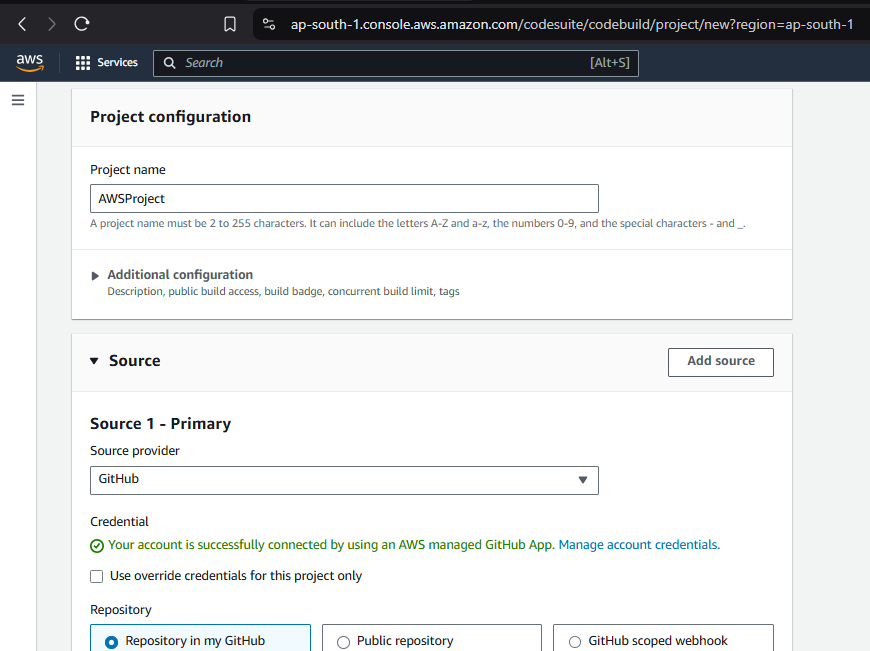 ap-south-1.console.aws.amazon.com/codesuite/codebuild/project/new?region=ap-south-1
aws
Services
Search
[Alt+S]
Project configuration
Project name
AWSProject
A project name must be 2 to 255 characters. It can include the letters A-Z and a-z, the numbers 0-9, and the special characters - and _.
Additional configuration
Description, public build access, build badge, concurrent build limit, tags
Source
Add source
Source 1 - Primary
Source provider
GitHub
Credential
Your account is successfully connected by using an AWS managed GitHub App. Manage account credentials.
Use override credentials for this project only
Repository
Repository in my GitHub
Public repository
GitHub scoped webhook